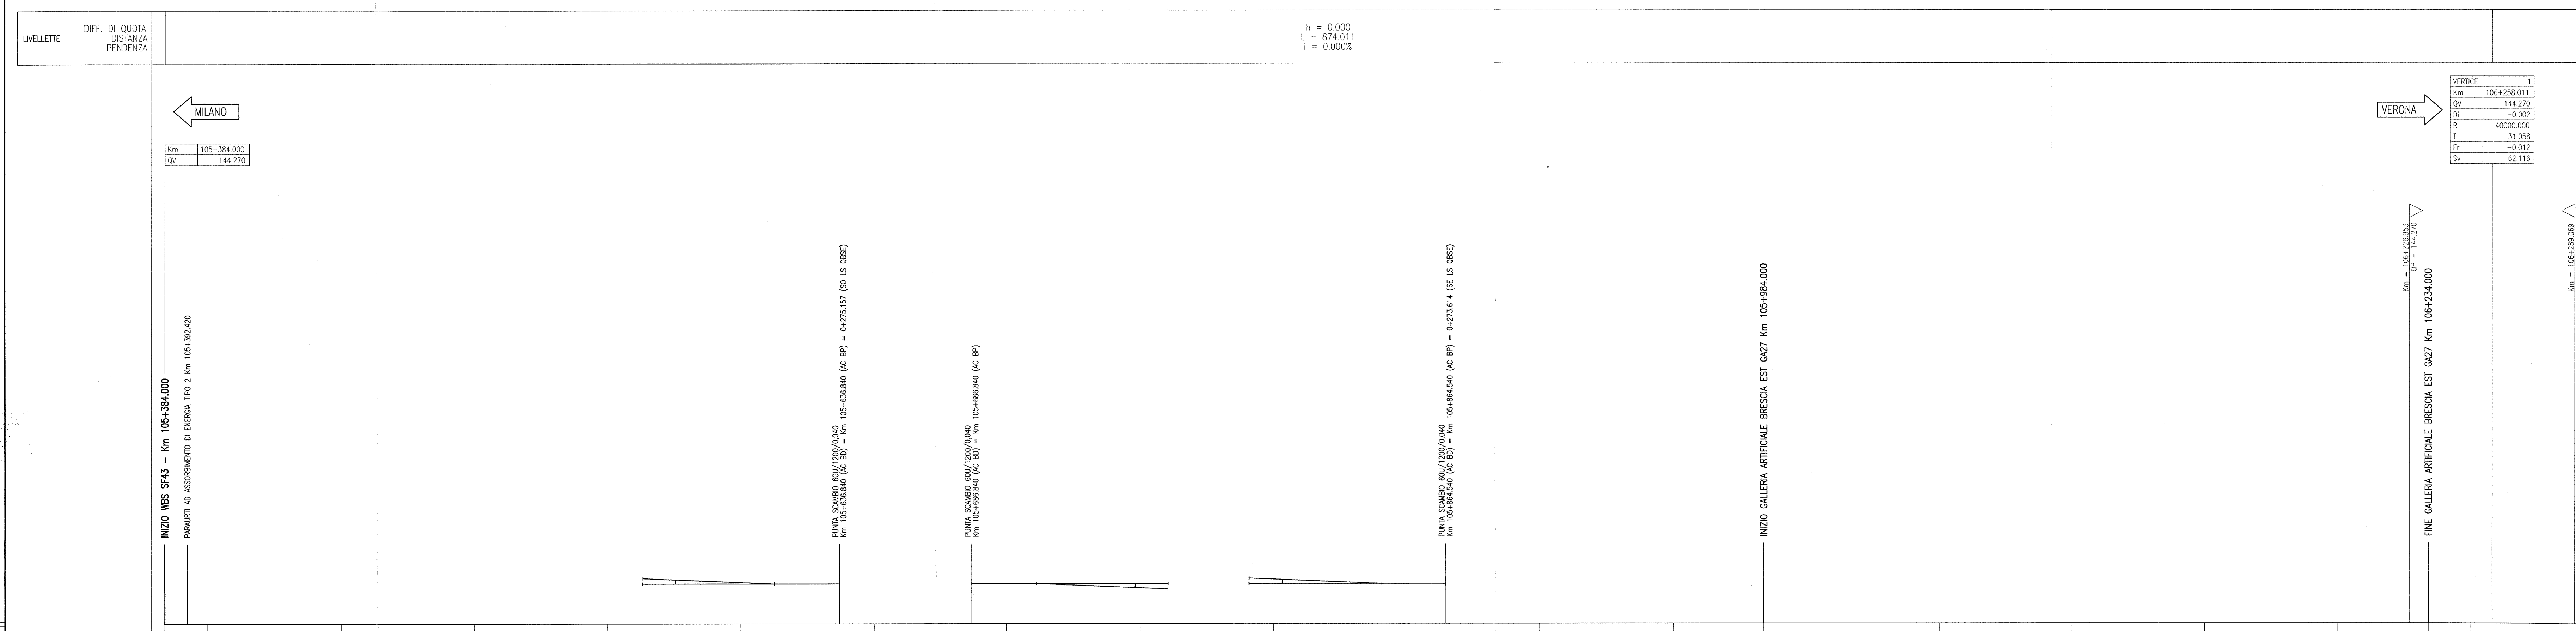 LIVELLETTE
DIFF. DI QUOTA
DISTANZA
PENDENZA
h = 0.000
L = 874.011
i = 0.000%
MILANO
Km 105+384.000
QV 144.270
VERONA
VERTICE 1
Km 106+258.011
QV 144.270
Di -0.002
R 40000.000
T 31.058
Fr -0.012
Sv 62.116
INIZIO WBS SF43 - Km 105+384.000
PARAURTI AD ASSORBIMENTO DI ENERGIA TIPO 2 Km 105+392.420
PUNTA SCAMBIO 60U/1200/0,040
Km 105+636.840 (AC BD) = Km 105+636.840 (AC BP) = 0+275.157 (SO LS QBSE)
PUNTA SCAMBIO 60U/1200/0,040
Km 105+686.840 (AC BD) = Km 105+686.840 (AC BP)
PUNTA SCAMBIO 60U/1200/0,040
Km 105+864.540 (AC BD) = Km 105+864.540 (AC BP) = 0+273.614 (SE LS QBSE)
INIZIO GALLERIA ARTIFICIALE BRESCIA EST GA27 Km 105+984.000
Km = 106+226.953
QP = 144.270
FINE GALLERIA ARTIFICIALE BRESCIA EST GA27 Km 106+234.000
Km = 106+289.069